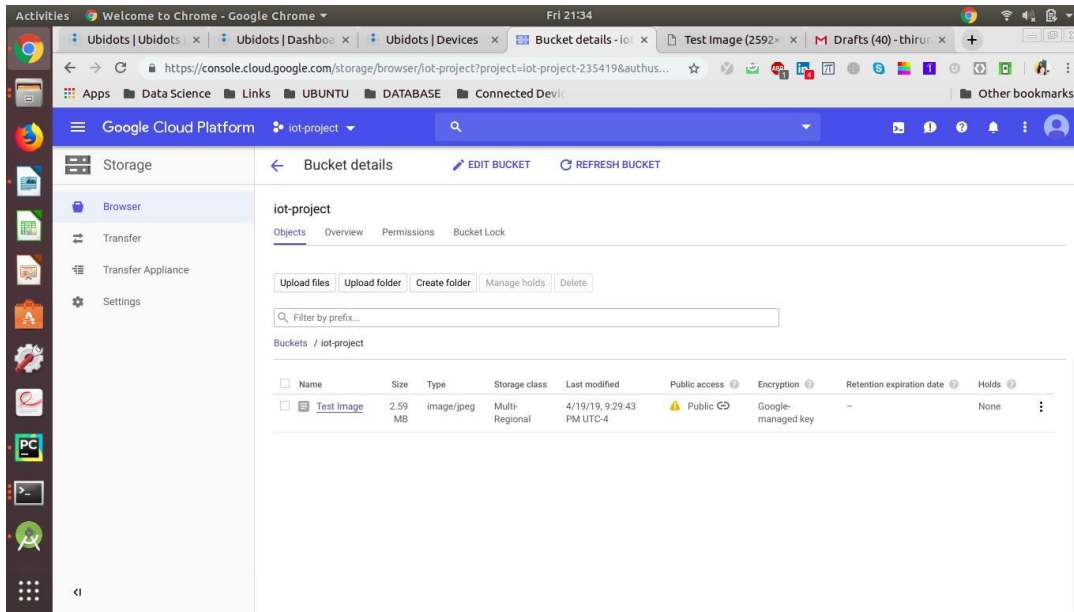 Activities Welcome to Chrome - Google Chrome Fri 21:34
Ubidots | Ubidots Ubidots | Dashboa Ubidots | Devices Bucket details - iot Test Image (2592× Drafts (40) - thirun
https://console.cloud.google.com/storage/browser/iot-project?project=iot-project-235419&authus...
Apps Data Science Links UBUNTU DATABASE Connected Devic Other bookmarks
Google Cloud Platform iot-project
Storage Bucket details EDIT BUCKET REFRESH BUCKET
Browser
Transfer
Transfer Appliance
Settings
iot-project
Objects Overview Permissions Bucket Lock
Upload files Upload folder Create folder Manage holds Delete
Filter by prefix...
Buckets / iot-project
Name Size Type Storage class Last modified Public access Encryption Retention expiration date Holds
Test Image 2.59 image/jpeg Multi- 4/19/19, 9:29:43 Public Google- – None
MB Regional PM UTC-4 managed key